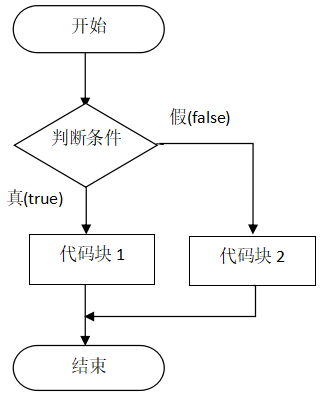 开始
判断条件
假(false)
真(true)
代码块 1
代码块 2
结束